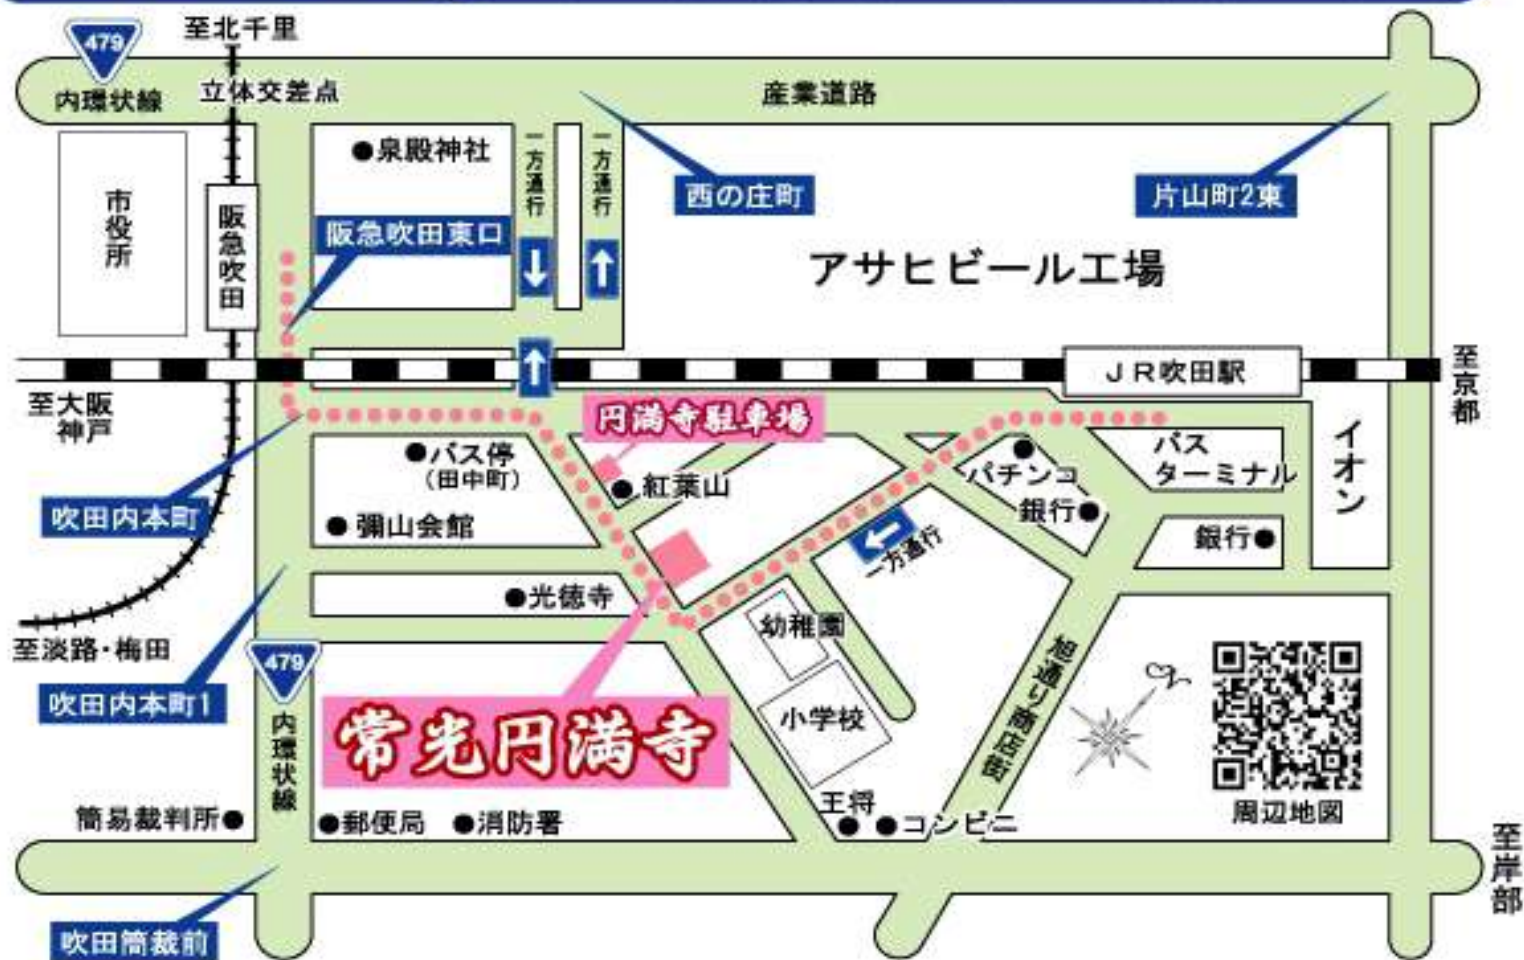 至北千里
479
内環状線
立体交差点
産業道路
泉殿神社
一方通行
一方通行
市役所
阪急吹田
阪急吹田東口
西の庄町
片山町2東
アサヒビール工場
JR吹田駅
至京都
至大阪
神戸
円満寺駐車場
バス停
(田中町)
紅葉山
パチンコ
バス
ターミナル
イオン
吹田内本町
彌山会館
銀行
銀行
一方通行
光徳寺
幼稚園
至淡路・梅田
479
吹田内本町1
内環状線
常光円満寺
小学校
旭通り商店街
N
周辺地図
簡易裁判所
郵便局
消防署
王将
コンビニ
至岸部
吹田簡裁前